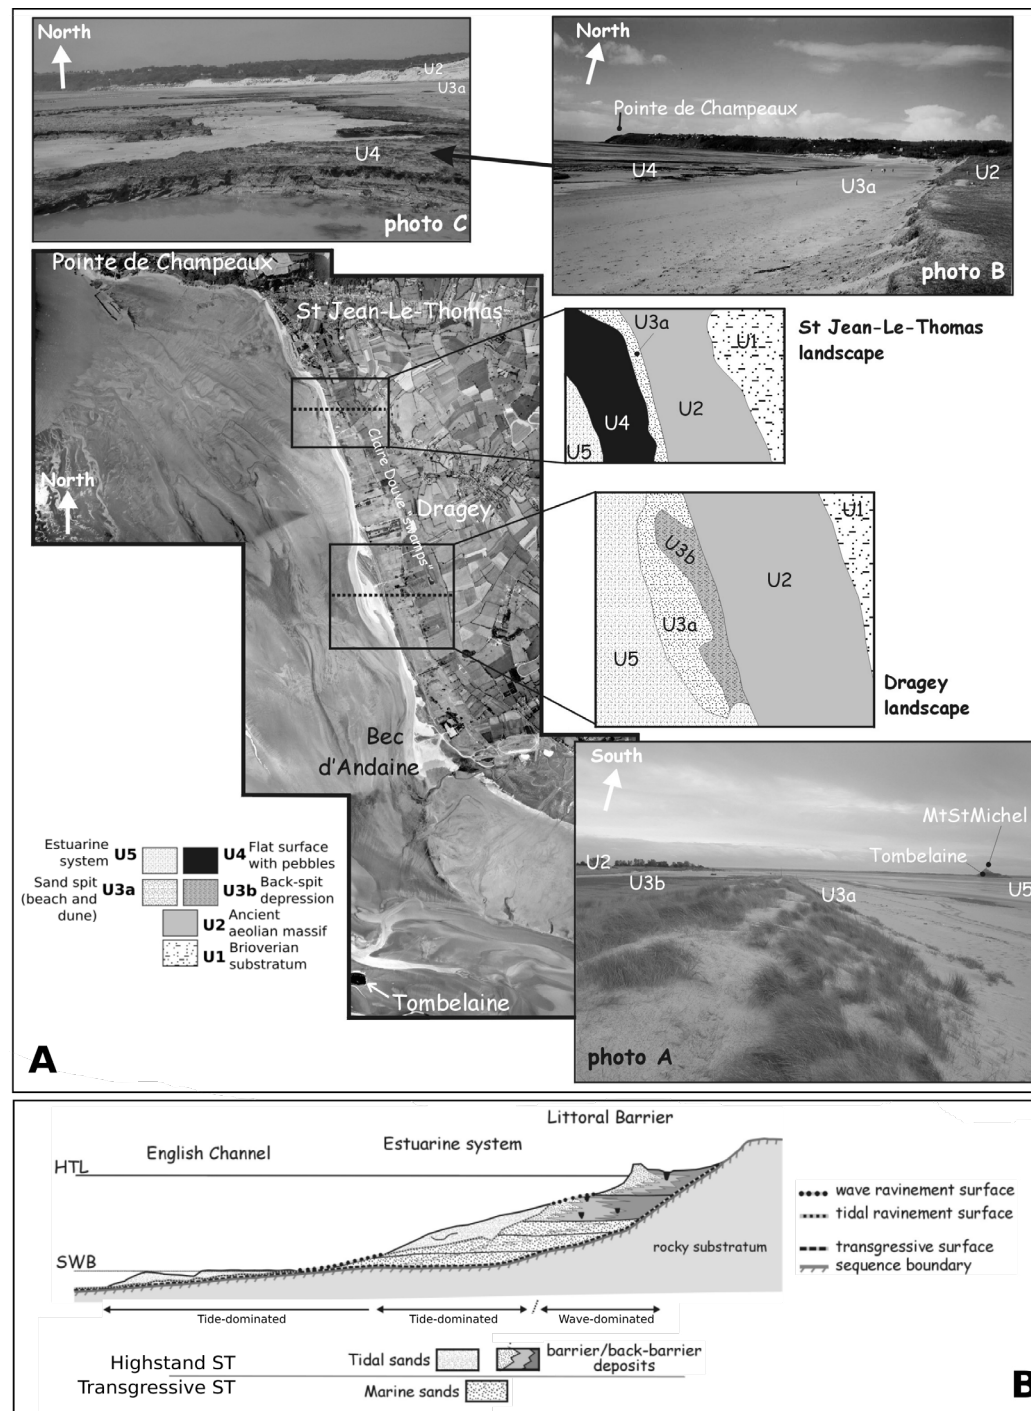 North
U2
U3a
U4
photo C
North
Pointe de Champeaux
U4
U3a
U2
photo B
Pointe de Champeaux
St Jean-Le-Thomas
Claire Douve "swamps"
Dragey
North
Bec
d'Andaine
Tombelaine
U3a
U1
U2
U4
U5
St Jean-Le-Thomas
landscape
U1
U3b
U2
U3a
U5
Dragey
landscape
South
MtStMichel
Tombelaine
U2
U3b
U3a
U5
photo A
Estuarine
system
U5
U4
Flat surface
with pebbles
Sand spit
(beach and
dune)
U3a
U3b
Back-spit
depression
U2
Ancient
aeolian massif
U1
Brioverian
substratum
A
Littoral Barrier
English Channel
Estuarine system
HTL
SWB
rocky substratum
wave ravinement surface
tidal ravinement surface
transgressive surface
sequence boundary
Tide-dominated
Tide-dominated
/
Wave-dominated
Highstand ST
Tidal sands
barrier/back-barrier
deposits
Transgressive ST
Marine sands
B